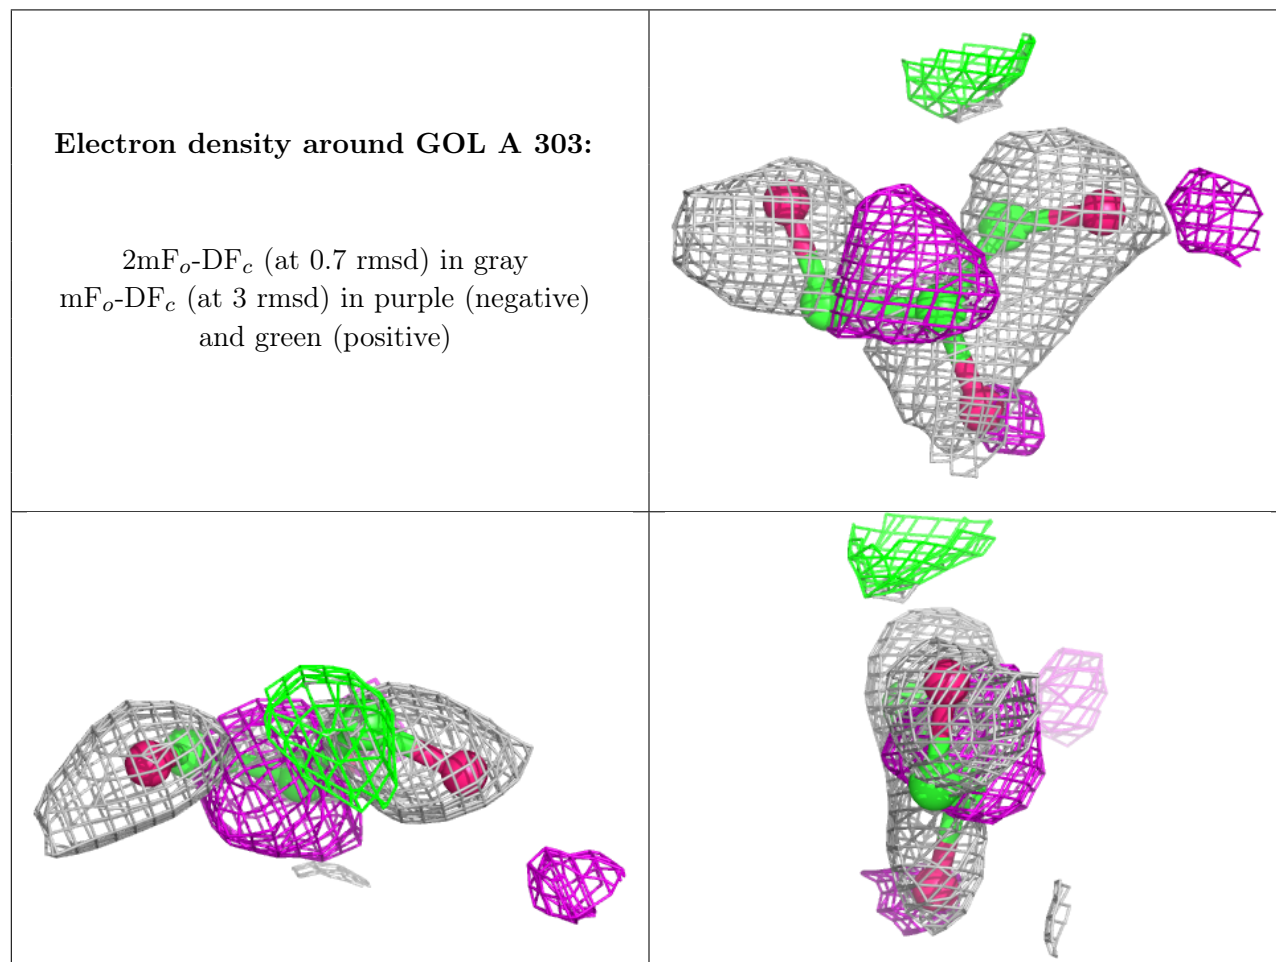 Electron density around GOL A 303:
2mFo-DFc (at 0.7 rmsd) in gray
mFo-DFc (at 3 rmsd) in purple (negative)
and green (positive)